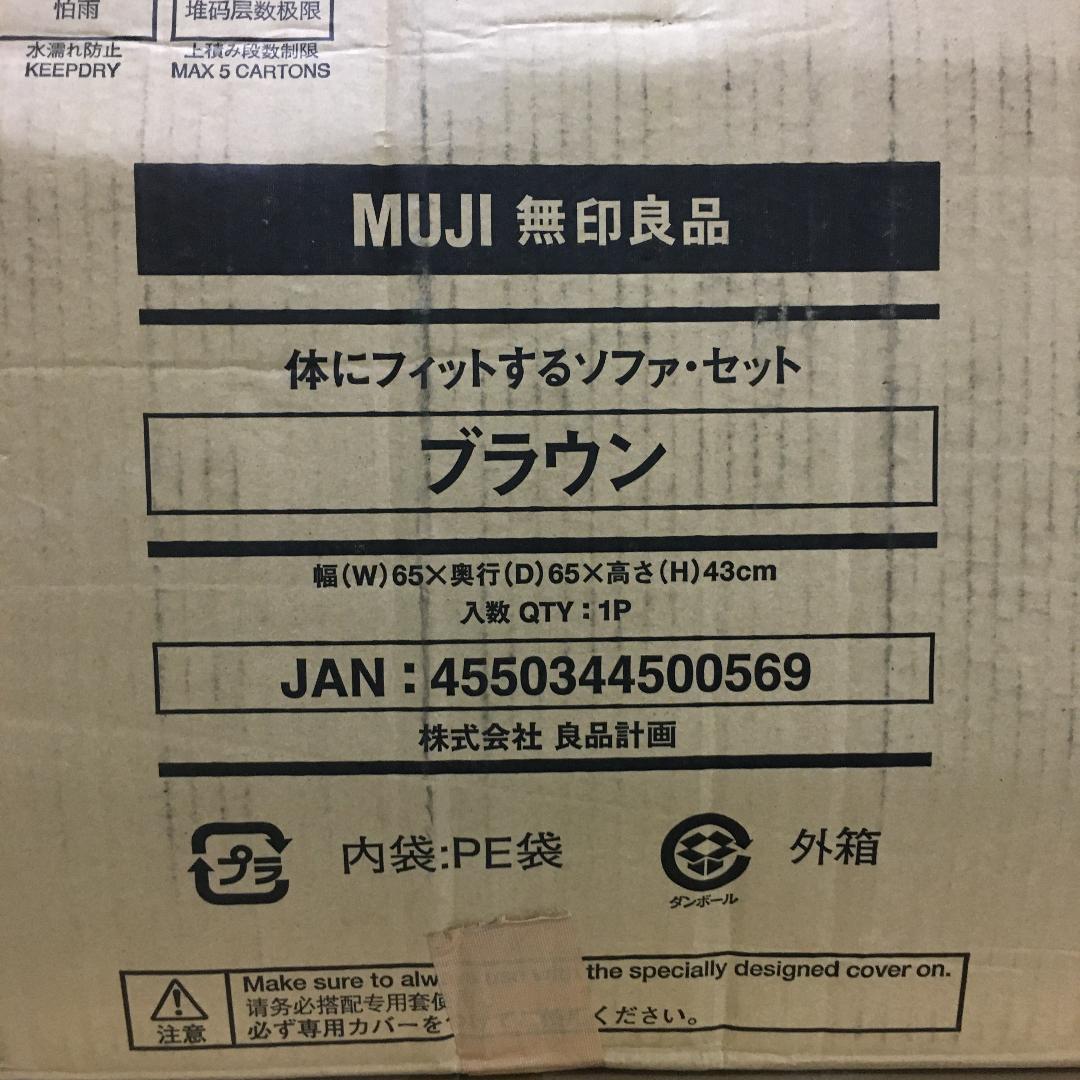 怕雨
堆码层数极限
水濡れ防止
上積み段数制限
KEEPDRY
MAX 5 CARTONS
MUJI 無印良品
体にフィットするソファ・セット
ブラウン
幅(W)65×奥行(D)65×高さ(H)43cm
入数 QTY:1P
JAN:4550344500569
株式会社 良品計画
プラ
内袋:PE袋
外箱
ダンボール
Make sure to the specially designed cover on.
请务必搭配专用套
注意
必ず専用カバーを ください。